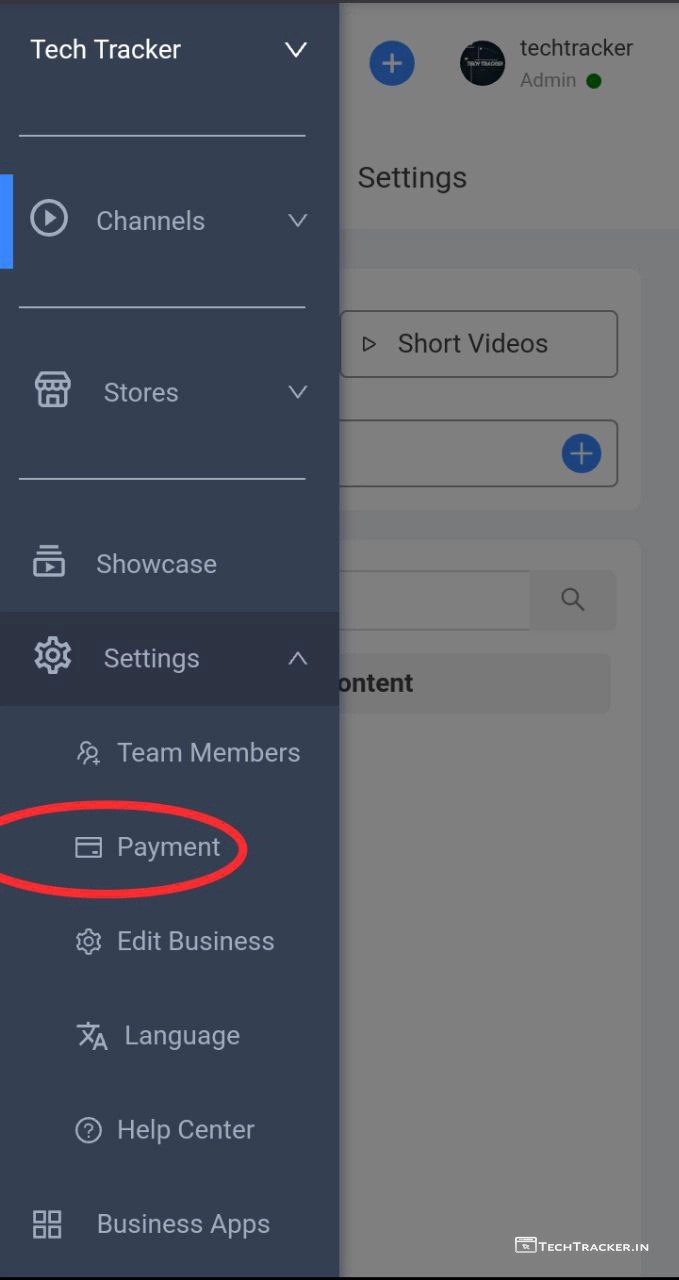 Tech Tracker
techtracker
Admin
Settings
Channels
Short Videos
Stores
Showcase
Settings
ontent
Team Members
Payment
Edit Business
Language
Help Center
Business Apps
TECHTRACKER.IN